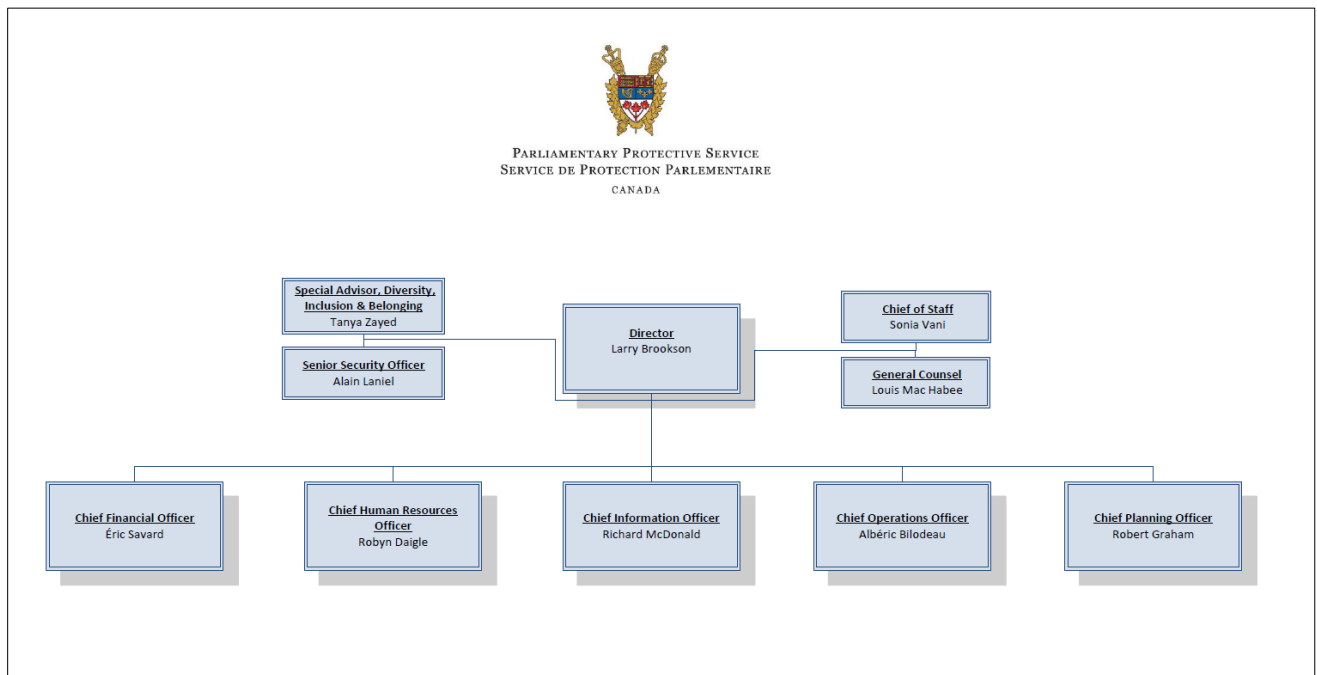 PARLIAMENTARY PROTECTIVE SERVICE
SERVICE DE PROTECTION PARLEMENTAIRE
CANADA
Special Advisor, Diversity,
Inclusion & Belonging
Tanya Zayed
Senior Security Officer
Alain Laniel
Director
Larry Brookson
Chief of Staff
Sonia Vani
General Counsel
Louis Mac Habee
Chief Financial Officer
Éric Savard
Chief Human Resources
Officer
Robyn Daigle
Chief Information Officer
Richard McDonald
Chief Operations Officer
Albéric Bilodeau
Chief Planning Officer
Robert Graham